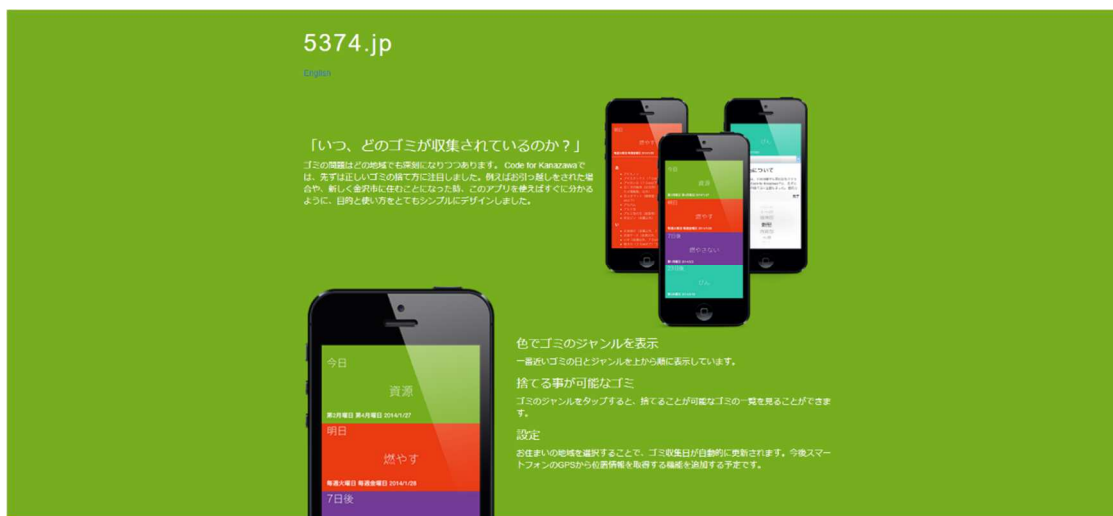 5374.jp
English
「いつ、どのゴミが収集されているのか？」
ゴミの問題はどの地域でも深刻になりつつあります。 Code for Kanazawaで
は、先ずは正しいゴミの捨て方に注目しました。例えばお引っ越しをされた場
合や、新しく金沢市に住むことになった時、このアプリを使えばすぐに分かる
ように、目的と使い方をとてもシンプルにデザインしました。
明日
燃やす
今日
資源
明日
燃やす
7日後
燃やさない
びん
びん
について
色でゴミのジャンルを表示
一番近いゴミの日とジャンルを上から順に表示しています。
捨てる事が可能なゴミ
ゴミのジャンルをタップすると、捨てることが可能なゴミの一覧を見ることができま
す。
設定
お住まいの地域を選択することで、ゴミ収集日が自動的に更新されます。今後スマー
トフォンのGPSから位置情報を取得する機能を追加する予定です。
今日
資源
第2月曜日 第4月曜日 2014/1/27
明日
燃やす
毎週火曜日 毎週金曜日 2014/1/28
7日後